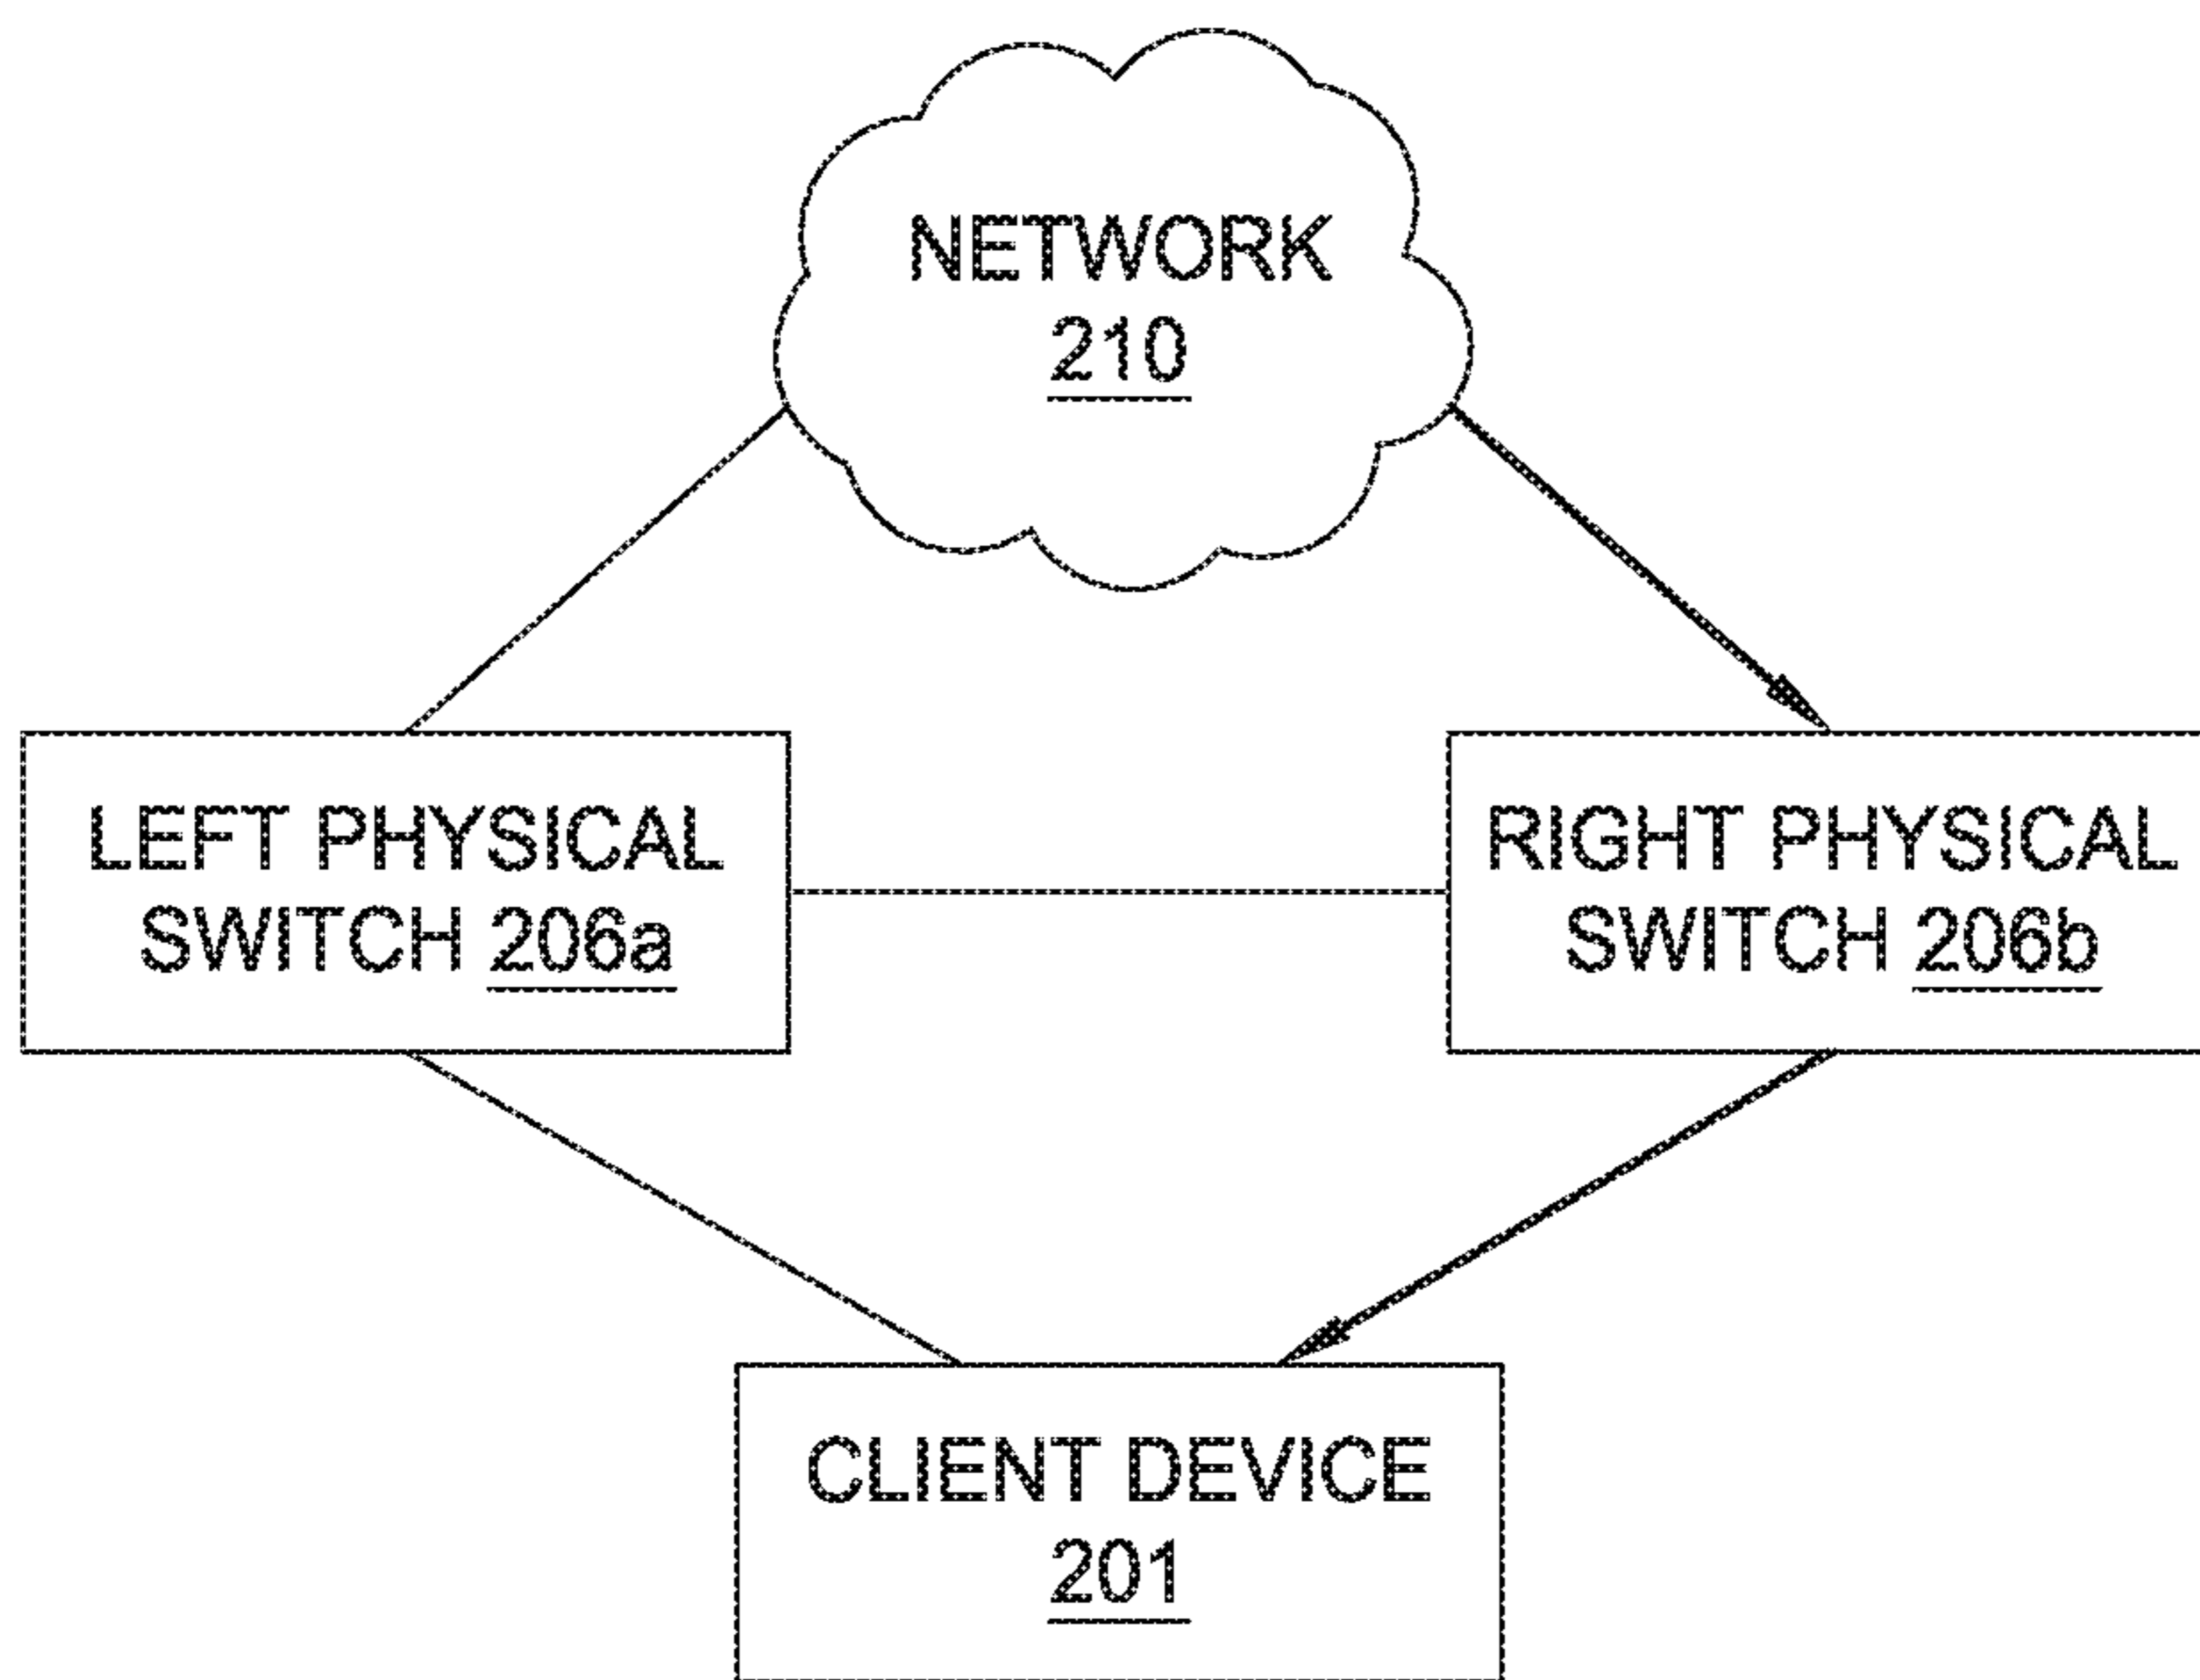 NETWORK
210
LEFT PHYSICAL
SWITCH 206a
RIGHT PHYSICAL
SWITCH 206b
CLIENT DEVICE
201